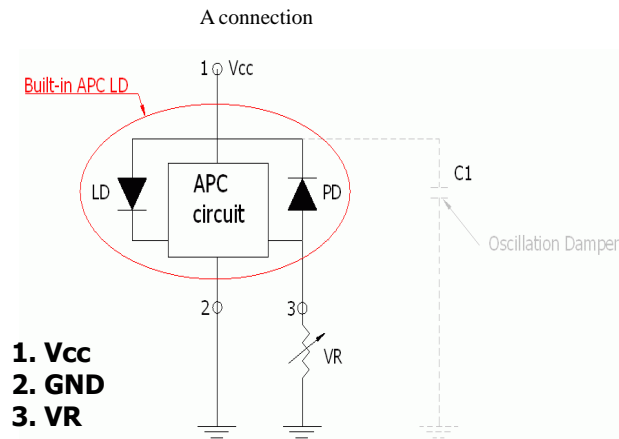 A connection
1 Vcc
Built-in APC LD
LD
APC
circuit
PD
C1
Oscillation Damper
2
3
VR
1. Vcc
2. GND
3. VR